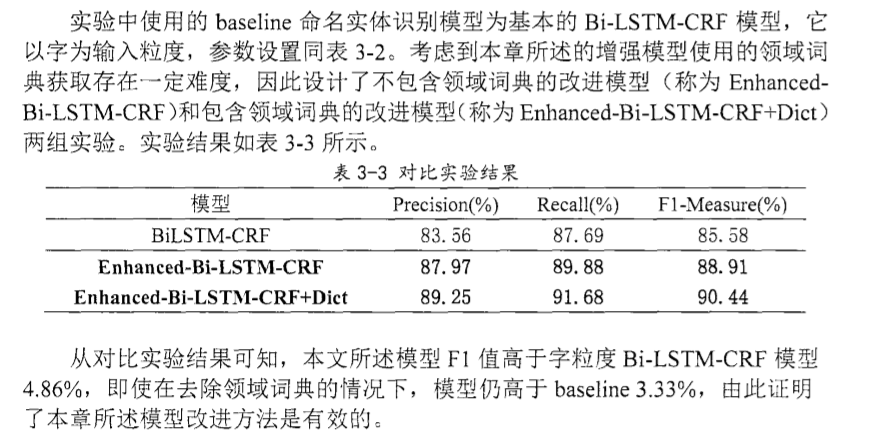 实验中使用的 baseline 命名实体识别模型为基本的 Bi-LSTM-CRF 模型，它
以字为输入粒度，参数设置同表 3-2。考虑到本章所述的增强模型使用的领域词
典获取存在一定难度，因此设计了不包含领域词典的改进模型（称为 Enhanced-
Bi-LSTM-CRF)和包含领域词典的改进模型（称为 Enhanced-Bi-LSTM-CRF+Dict）
两组实验。实验结果如表 3-3 所示。
表 3-3 对比实验结果
模型 Precision(%) Recall(%) F1-Measure(%)
BiLSTM-CRF 83.56 87.69 85.58
Enhanced-Bi-LSTM-CRF 87.97 89.88 88.91
Enhanced-Bi-LSTM-CRF+Dict 89.25 91.68 90.44
从对比实验结果可知，本文所述模型 F1 值高于字粒度 Bi-LSTM-CRF 模型
4.86%，即使在去除领域词典的情况下，模型仍高于 baseline 3.33%，由此证明
了本章所述模型改进方法是有效的。